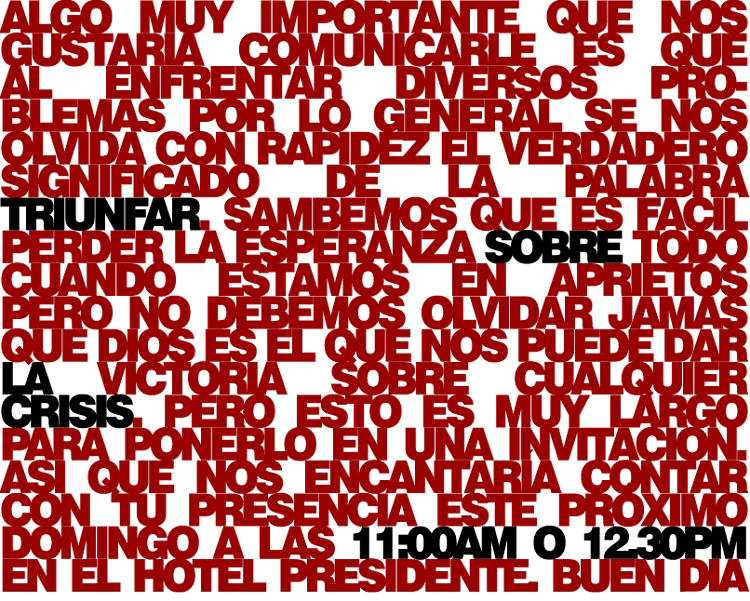 ALGO MUY IMPORTANTE QUE NOS
GUSTARIA COMUNICARLE ES QUE
AL ENFRENTAR DIVERSOS PRO-
BLEMAS POR LO GENERAL SE NOS
OLVIDA CON RAPIDEZ EL VERDADERO
SIGNIFICADO DE LA PALABRA
TRIUNFAR. SAMBEMOS QUE ES FACIL
PERDER LA ESPERANZA SOBRE TODO
CUANDO ESTAMOS EN APRIETOS
PERO NO DEBEMOS OLVIDAR JAMAS
QUE DIOS ES EL QUE NOS PUEDE DAR
LA VICTORIA SOBRE CUALQUIER
CRISIS. PERO ESTO ES MUY LARGO
PARA PONERLO EN UNA INVITACION.
ASI QUE NOS ENCANTARIA CONTAR
CON TU PRESENCIA ESTE PROXIMO
DOMINGO A LAS 11:00AM O 12.30PM
EN EL HOTEL PRESIDENTE. BUEN DIA